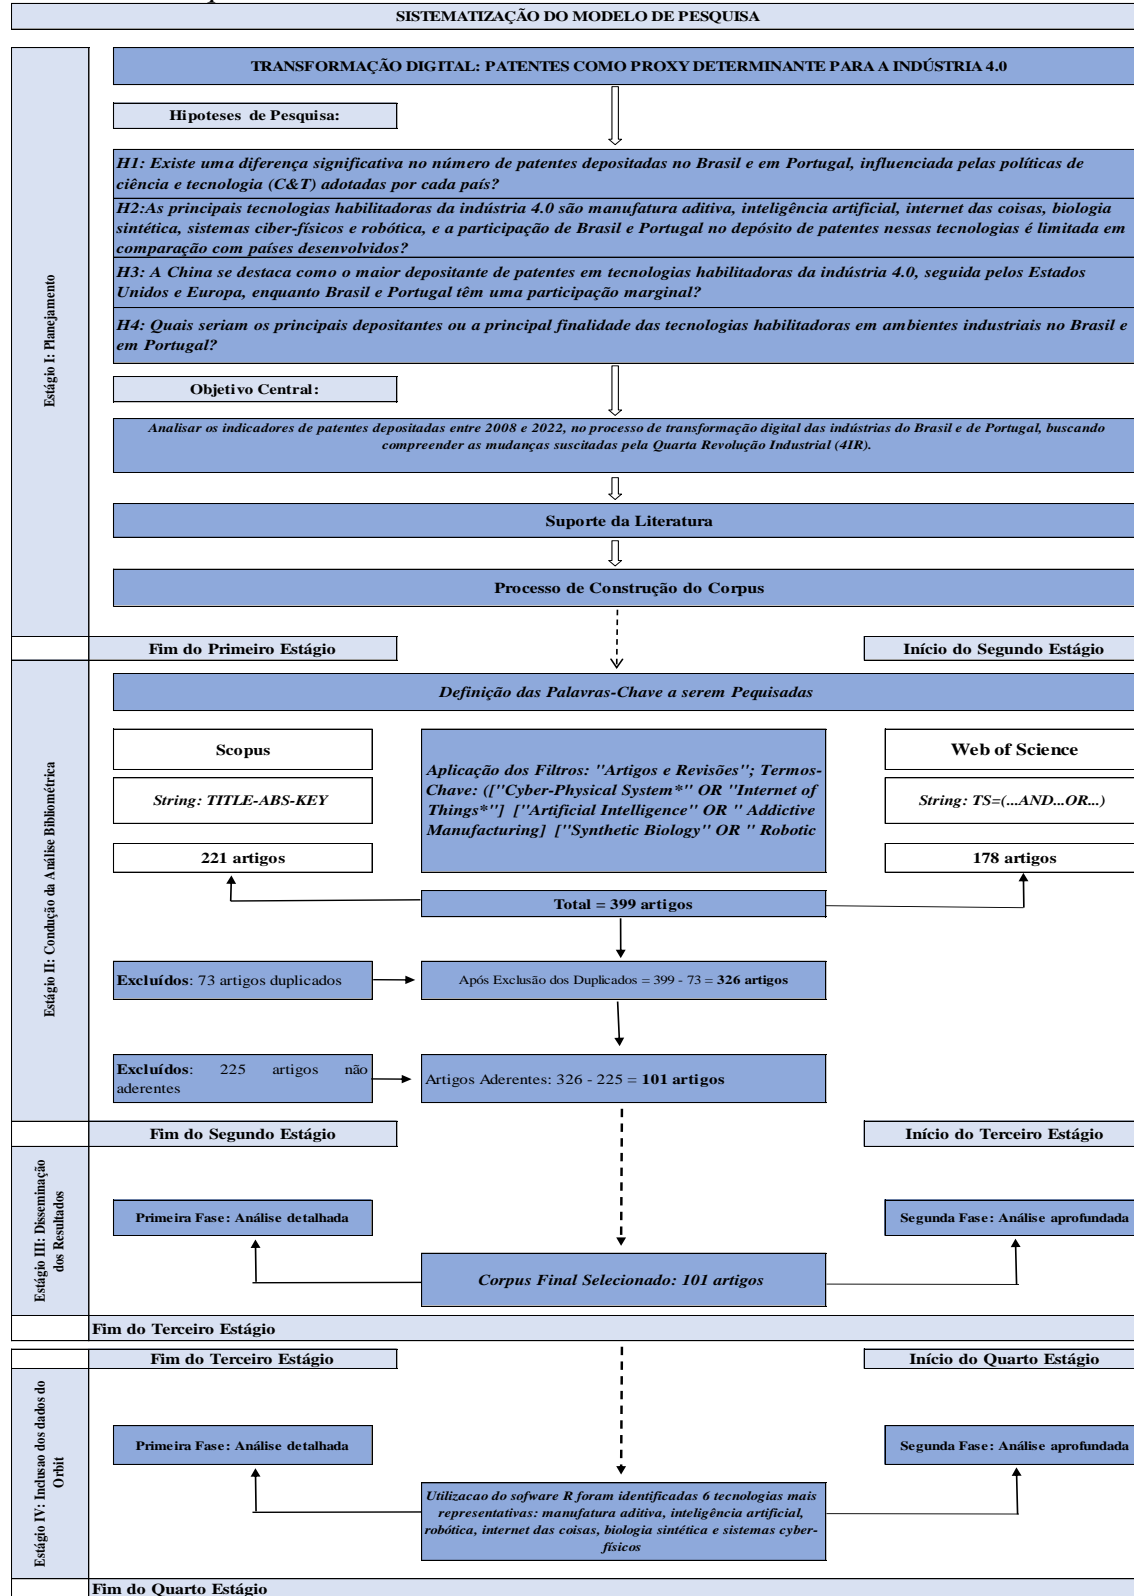 SISTEMATIZAÇÃO DO MODELO DE PESQUISA
Estágio I: Planejamento
TRANSFORMAÇÃO DIGITAL: PATENTES COMO PROXY DETERMINANTE PARA A INDÚSTRIA 4.0
Hipoteses de Pesquisa:
H1: Existe uma diferença significativa no número de patentes depositadas no Brasil e em Portugal, influenciada pelas políticas de
ciência e tecnologia (C&T) adotadas por cada país?
H2:As principais tecnologias habilitadoras da indústria 4.0 são manufatura aditiva, inteligência artificial, internet das coisas, biologia
sintética, sistemas ciber-físicos e robótica, e a participação de Brasil e Portugal no depósito de patentes nessas tecnologias é limitada em
comparação com países desenvolvidos?
H3: A China se destaca como o maior depositante de patentes em tecnologias habilitadoras da indústria 4.0, seguida pelos Estados
Unidos e Europa, enquanto Brasil e Portugal têm uma participação marginal?
H4: Quais seriam os principais depositantes ou a principal finalidade das tecnologias habilitadoras em ambientes industriais no Brasil e
em Portugal?
Objetivo Central:
Analisar os indicadores de patentes depositadas entre 2008 e 2022, no processo de transformação digital das indústrias do Brasil e de Portugal, buscando
compreender as mudanças suscitadas pela Quarta Revolução Industrial (4IR).
Suporte da Literatura
Processo de Construção do Corpus
Fim do Primeiro Estágio
Início do Segundo Estágio
Estágio II: Condução da Análise Bibliométrica
Definição das Palavras-Chave a serem Pequisadas
Scopus
String: TITLE-ABS-KEY
221 artigos
Aplicação dos Filtros: "Artigos e Revisões"; Termos-
Chave: (["Cyber-Physical System*" OR "Internet of
Things*"] ["Artificial Intelligence" OR " Addictive
Manufacturing] ["Synthetic Biology" OR " Robotic
Web of Science
String: TS=(...AND...OR...)
178 artigos
Total = 399 artigos
Excluídos: 73 artigos duplicados
Após Exclusão dos Duplicados = 399 - 73 = 326 artigos
Excluídos: 225 artigos não
aderentes
Artigos Aderentes: 326 - 225 = 101 artigos
Fim do Segundo Estágio
Início do Terceiro Estágio
Estágio III: Disseminação
dos Resultados
Primeira Fase: Análise detalhada
Segunda Fase: Análise aprofundada
Corpus Final Selecionado: 101 artigos
Fim do Terceiro Estágio
Fim do Terceiro Estágio
Início do Quarto Estágio
Estágio IV: Inclusao dos dados do
Orbit
Primeira Fase: Análise detalhada
Segunda Fase: Análise aprofundada
Utilizacao do sofware R foram identificadas 6 tecnologias mais
representativas: manufatura aditiva, inteligência artificial,
robótica, internet das coisas, biologia sintética e sistemas cyber-
físicos
Fim do Quarto Estágio